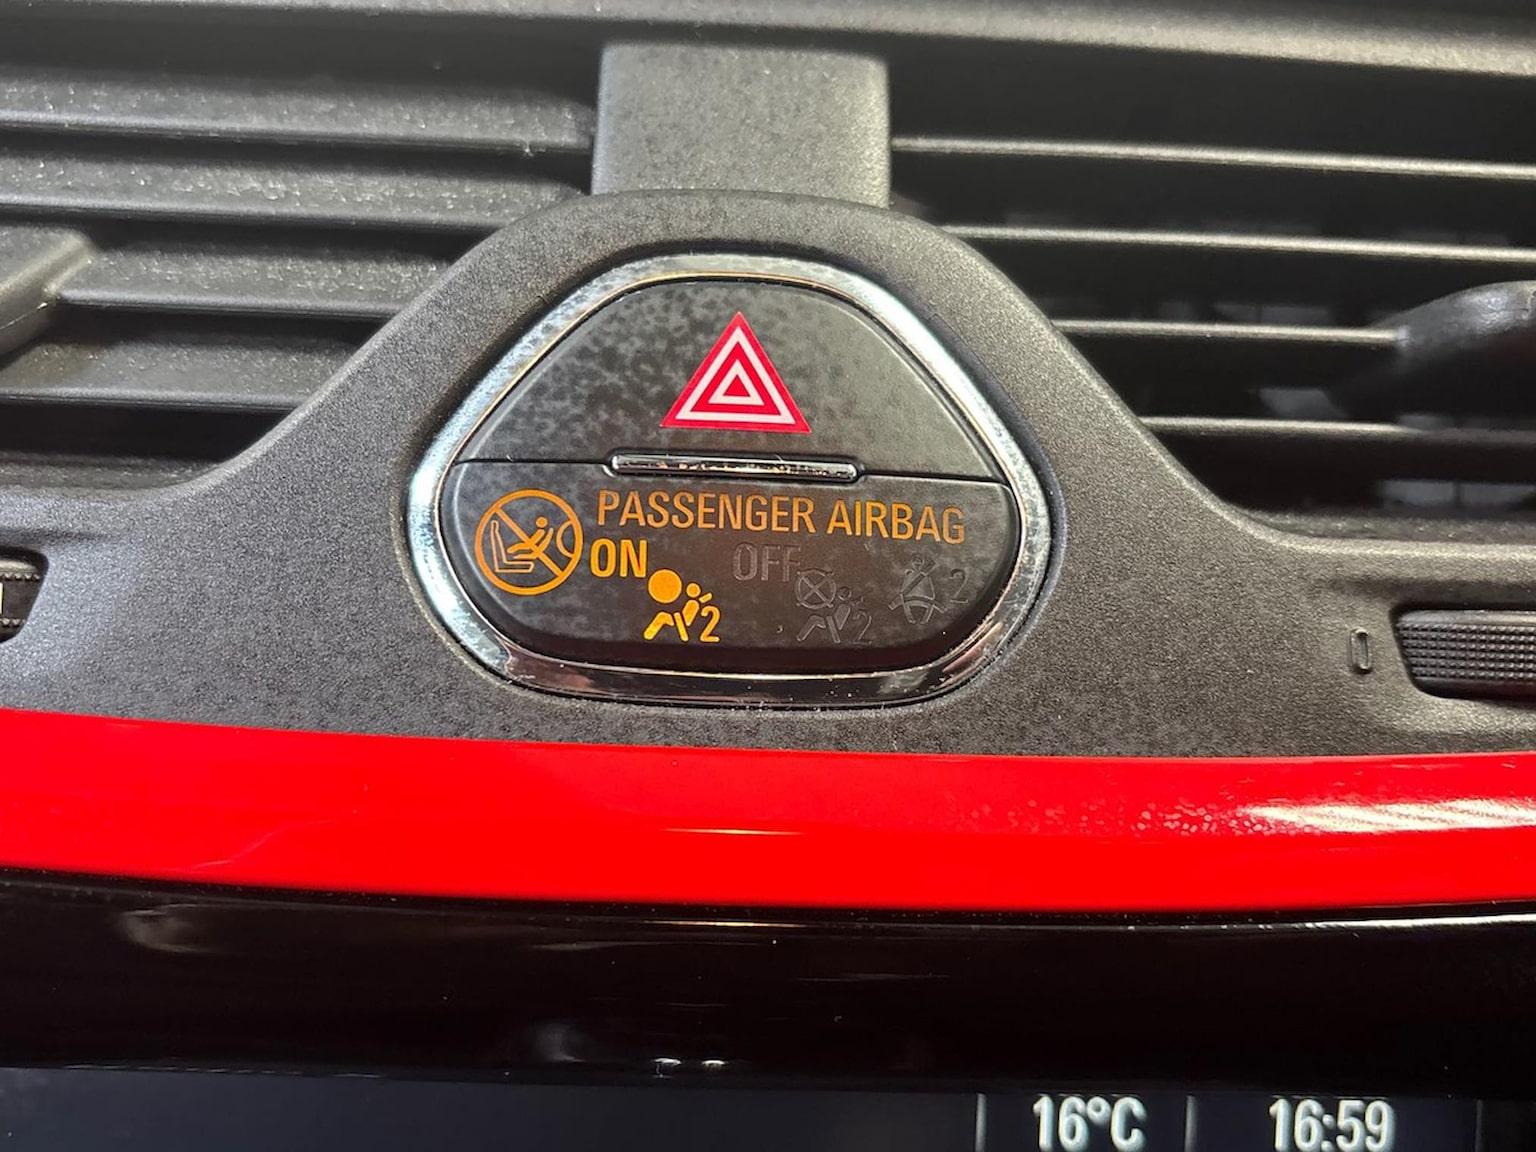 PASSENGER AIRBAG
ON OFF
2 2 2
16°C 16:59